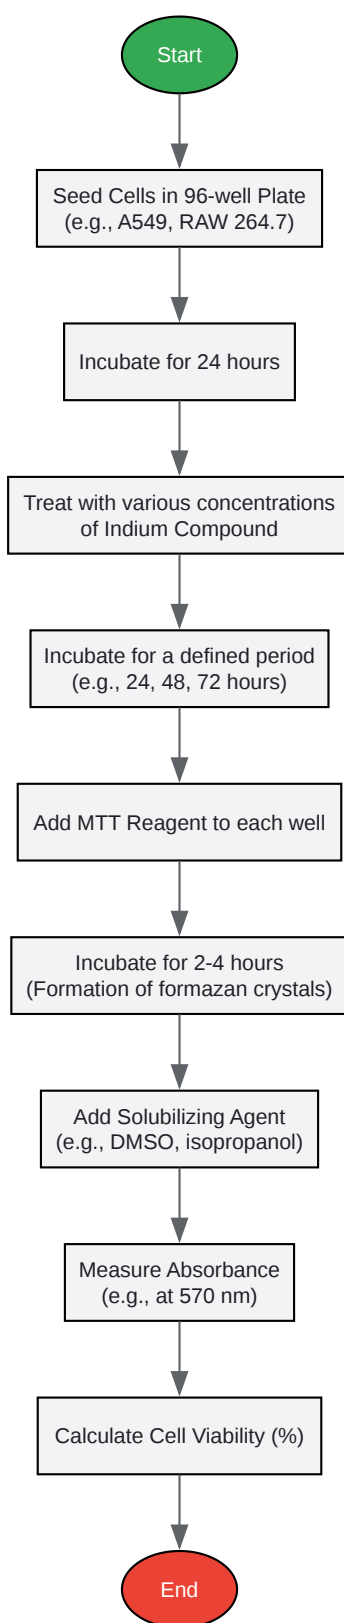 Start
Seed Cells in 96-well Plate
(e.g., A549, RAW 264.7)
Incubate for 24 hours
Treat with various concentrations
of Indium Compound
Incubate for a defined period
(e.g., 24, 48, 72 hours)
Add MTT Reagent to each well
Incubate for 2-4 hours
(Formation of formazan crystals)
Add Solubilizing Agent
(e.g., DMSO, isopropanol)
Measure Absorbance
(e.g., at 570 nm)
Calculate Cell Viability (%)
End